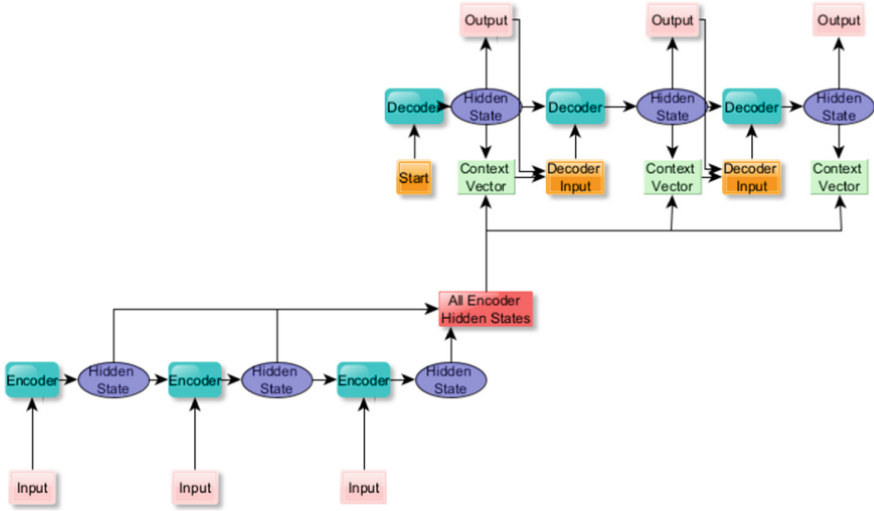 Output
Output
Output
Decoder
Hidden
State
Decoder
Hidden
State
Decoder
Hidden
State
Start
Context
Vector
Decoder
Input
Context
Vector
Decoder
Input
Context
Vector
All Encoder
Hidden States
Encoder
Hidden
State
Encoder
Hidden
State
Encoder
Hidden
State
Input
Input
Input